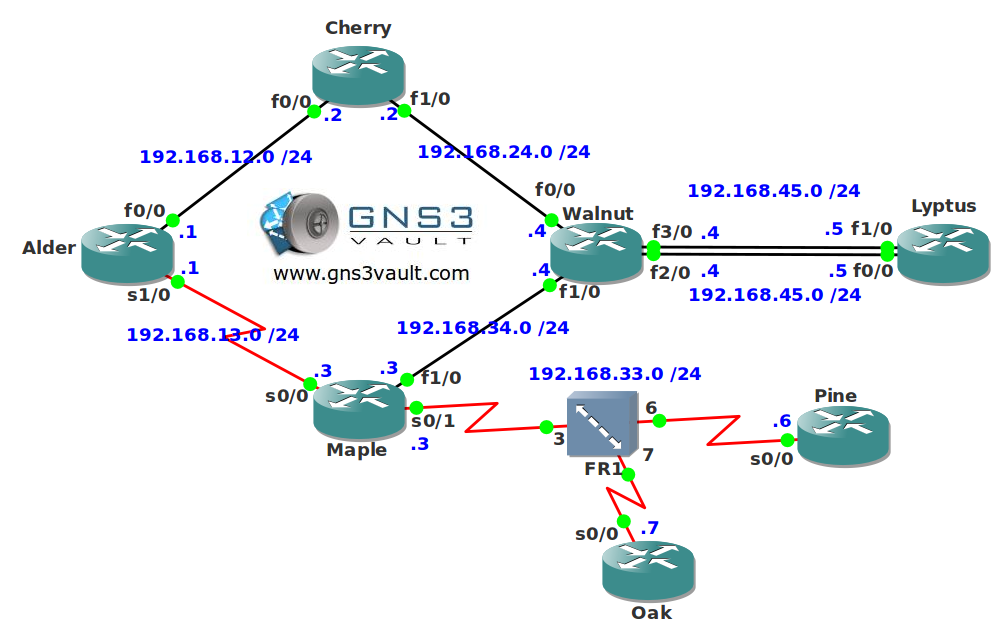 Cherry
f0/0
.2
.2
f1/0
192.168.12.0 /24
192.168.24.0 /24
f0/0
.1
Alder
.1
s1/0
GNS3
VAULT
www.gns3vault.com
f0/0
Walnut
.4
.4
f1/0
192.168.45.0 /24
f3/0 .4
.5 f1/0
Lyptus
f2/0 .4
.5 f0/0
192.168.45.0 /24
192.168.13.0 /24
192.168.34.0 /24
.3
s0/0
.3
f1/0
Maple
s0/1
.3
192.168.33.0 /24
3
6
7
FR1
Pine
.6
s0/0
s0/0
.7
Oak